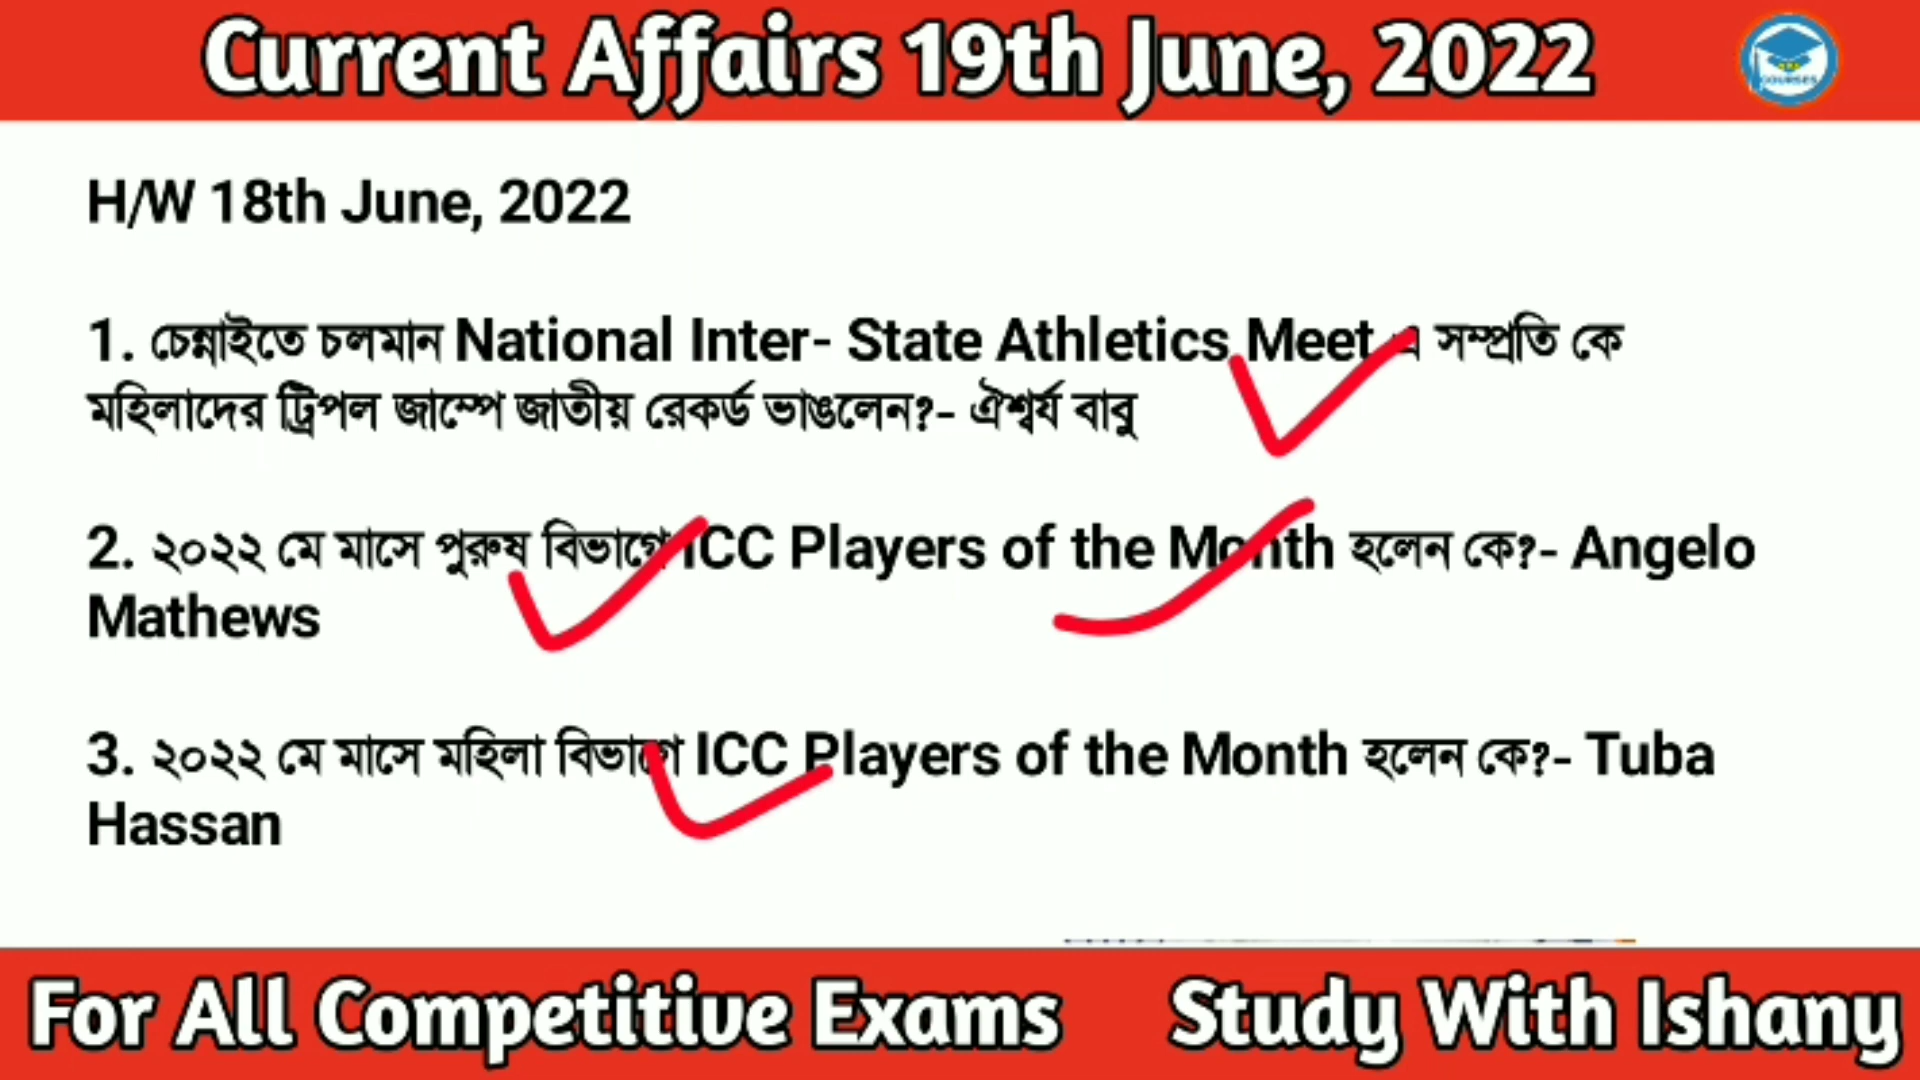 Current Affairs 19th June, 2022
COURSES
H/W 18th June, 2022
1. চেন্নাইতে চলমান National Inter- State Athletics Meet এ সম্প্রতি কে
মহিলাদের ট্রিপল জাম্পে জাতীয় রেকর্ড ভাঙলেন?- ঐশ্বর্য বাবু
2. ২০২২ মে মাসে পুরুষ বিভাগে ICC Players of the Month হলেন কে?- Angelo
Mathews
3. ২০২২ মে মাসে মহিলা বিভাগে ICC Players of the Month হলেন কে?- Tuba
Hassan
For All Competitive Exams Study With Ishany